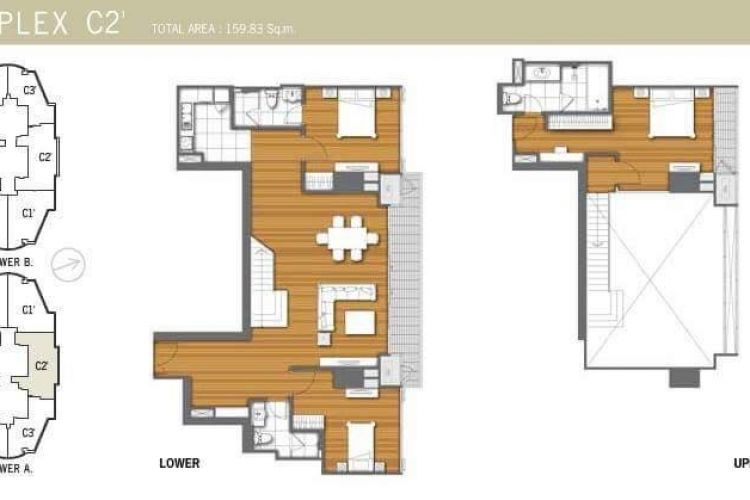 PLEX C2' TOTAL AREA : 159.83 Sq.m.
C3'
C2'
C1'
WER B.
C1'
C2'
C3'
WER A.
LOWER
UP